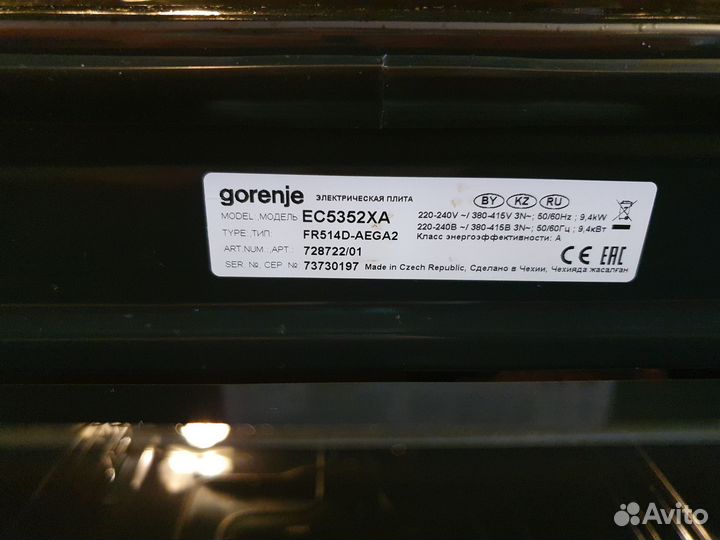 gorenje ЭЛЕКТРИЧЕСКАЯ ПЛИТА BY KZ RU
MODEL МОДЕЛЬ: EC5352XA 220-240V ~/ 380-415V 3N~; 50/60Hz ; 9,4kW
TYPE ТИП: FR514D-AEGA2 220-240В ~/ 380-415В 3N~; 50/60Гц ; 9,4кВт
Класс энергоэффективности: A
ART.NUM АРТ.: 728722/01
CE EAC
SER. №. СЕР. № 73730197 Made in Czech Republic, Сделано в Чехии, Чехияда жасалған
Avito